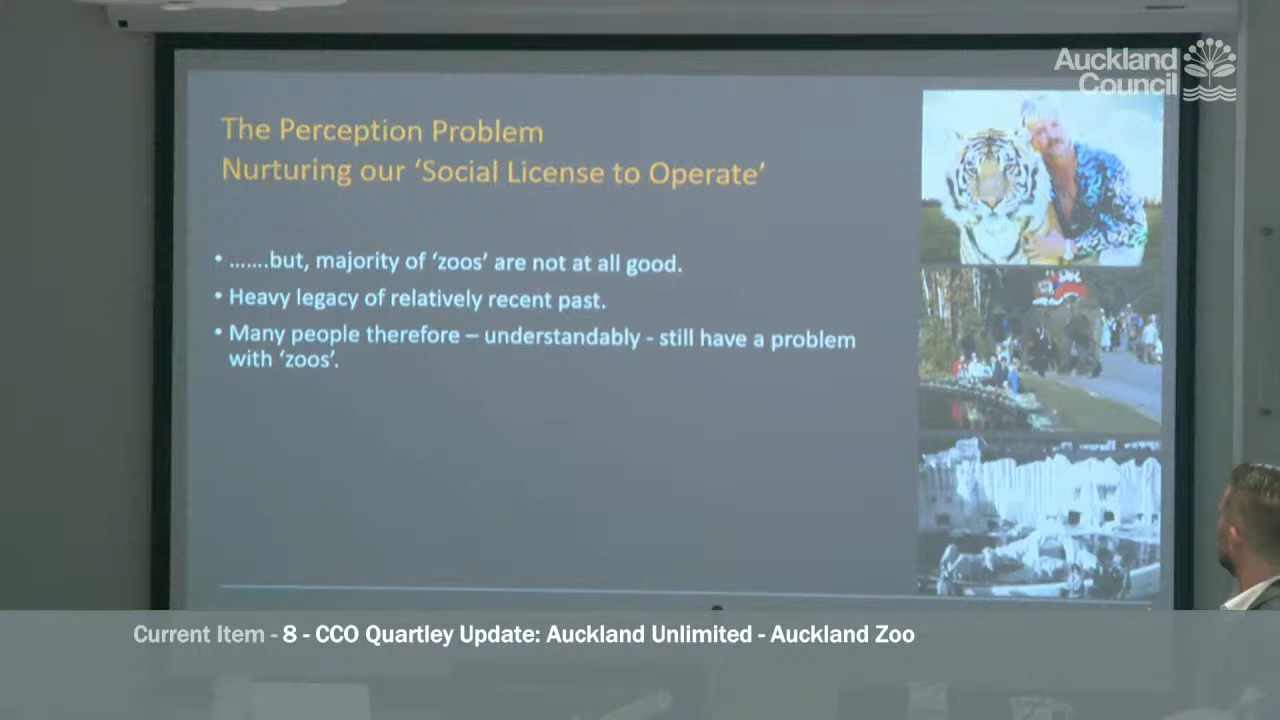 Auckland
Council
The Perception Problem
Nurturing our ‘Social License to Operate’
• …….but, majority of ‘zoos’ are not at all good.
• Heavy legacy of relatively recent past.
• Many people therefore – understandably - still have a problem
with ‘zoos’.
Current Item - 8 - CCO Quartley Update: Auckland Unlimited - Auckland Zoo